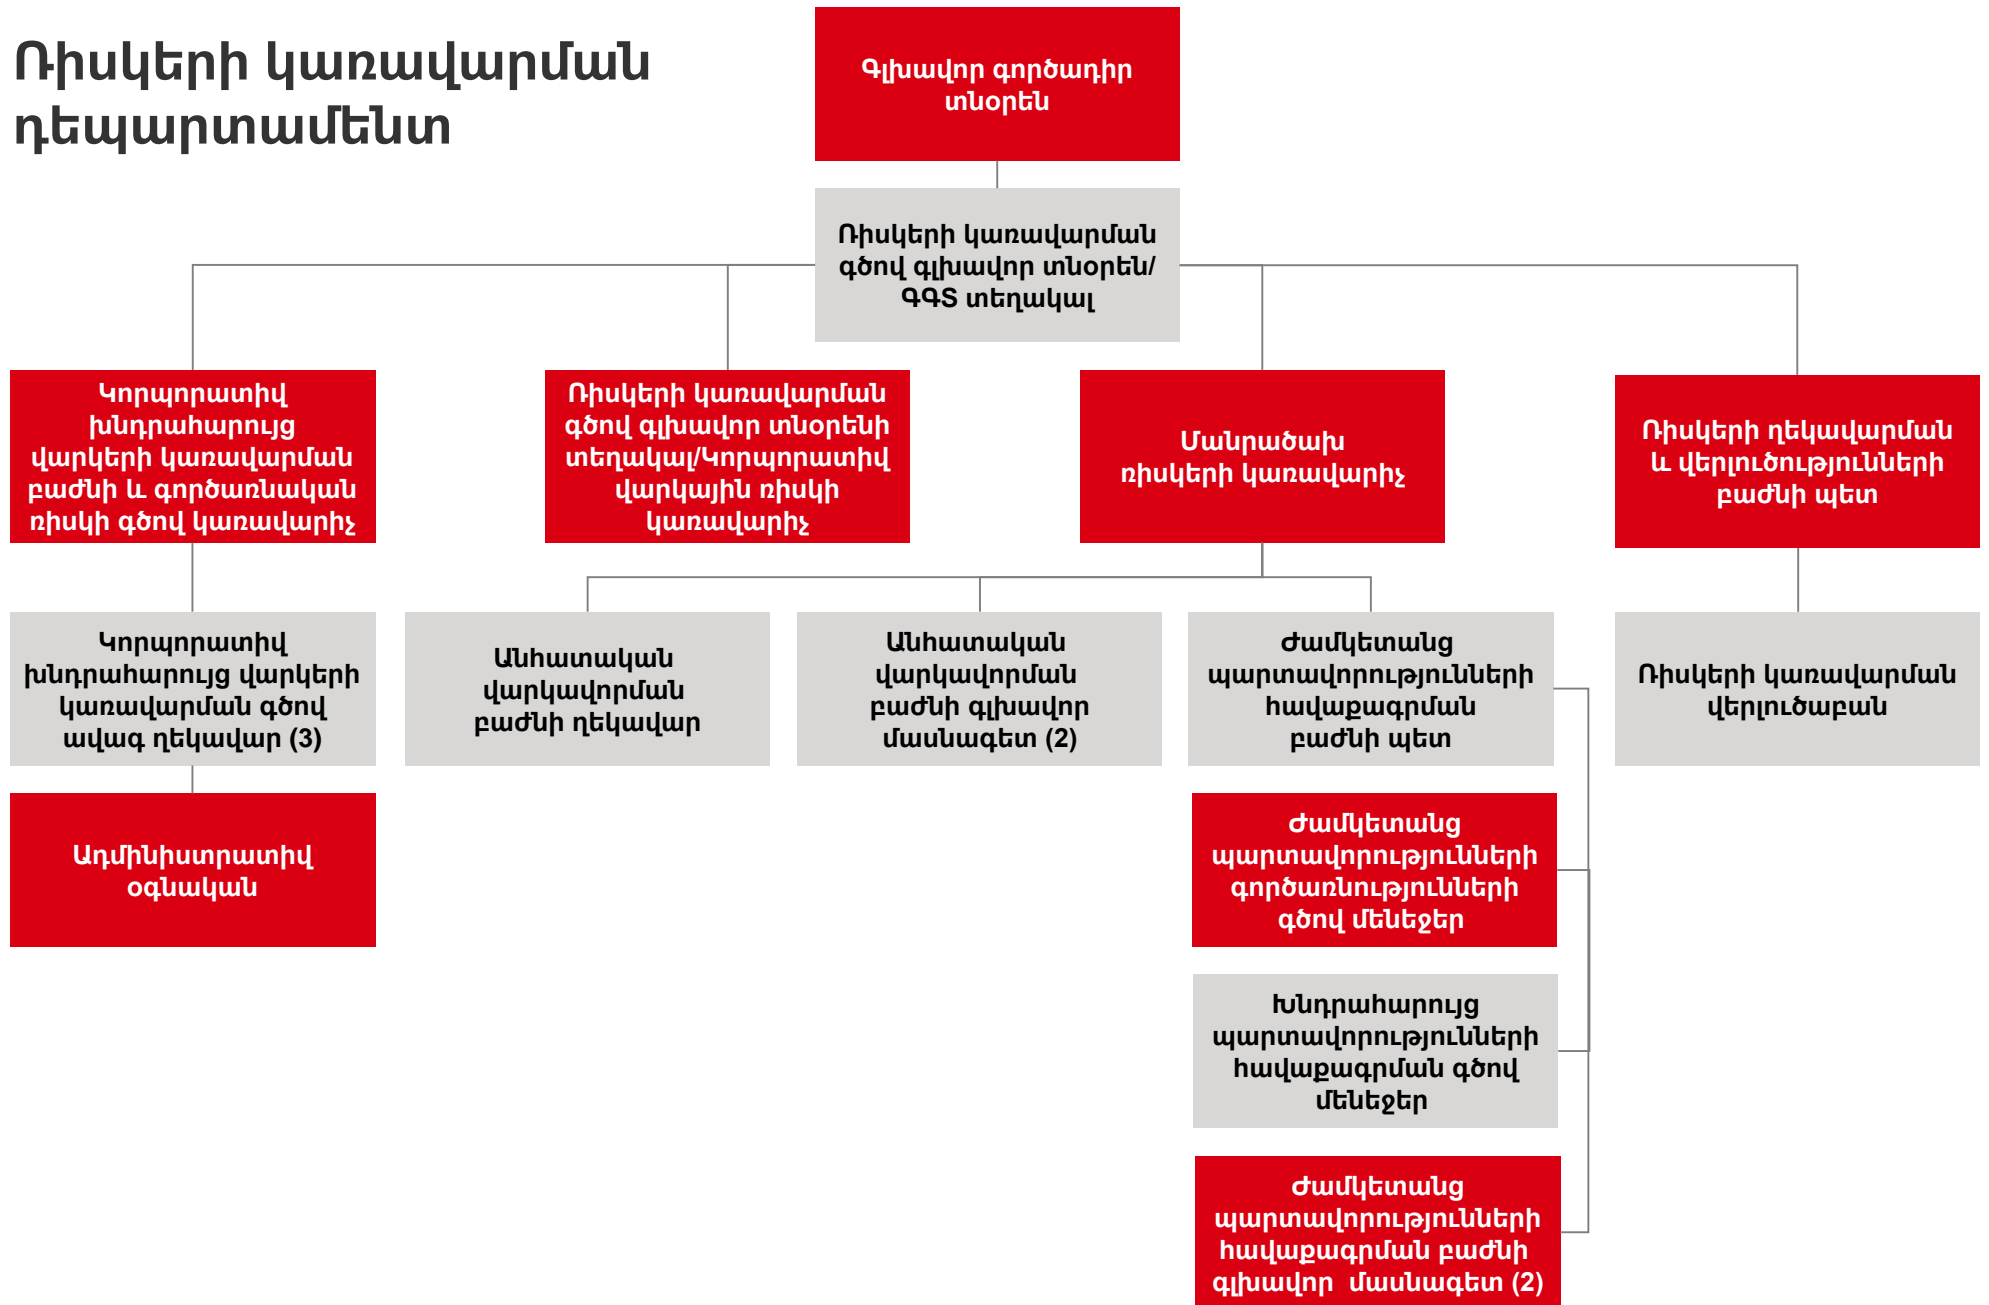 Ռիսկերի կառավարման
դեպարտամենտ
Գլխավոր գործադիր
տնօրեն
Ռիսկերի կառավարման
գծով գլխավոր տնօրեն/
ԳԳՏ տեղակալ
Կորպորատիվ
խնդրահարույց
վարկերի կառավարման
բաժնի և գործառնական
ռիսկի գծով կառավարիչ
Ռիսկերի կառավարման
գծով գլխավոր տնօրենի
տեղակալ/Կորպորատիվ
վարկային ռիսկի
կառավարիչ
Մանրածախ
ռիսկերի կառավարիչ
Ռիսկերի ղեկավարման
և վերլուծությունների
բաժնի պետ
Կորպորատիվ
խնդրահարույց վարկերի
կառավարման գծով
ավագ ղեկավար (3)
Անհատական
վարկավորման
բաժնի ղեկավար
Անհատական
վարկավորման
բաժնի գլխավոր
մասնագետ (2)
Ժամկետանց
պարտավորությունների
հավաքագրման
բաժնի պետ
Ռիսկերի կառավարման
վերլուծաբան
Ադմինիստրատիվ
օգնական
Ժամկետանց
պարտավորությունների
գործառնությունների
գծով մենեջեր
Խնդրահարույց
պարտավորությունների
հավաքագրման գծով
մենեջեր
Ժամկետանց
պարտավորությունների
հավաքագրման բաժնի
գլխավոր  մասնագետ (2)